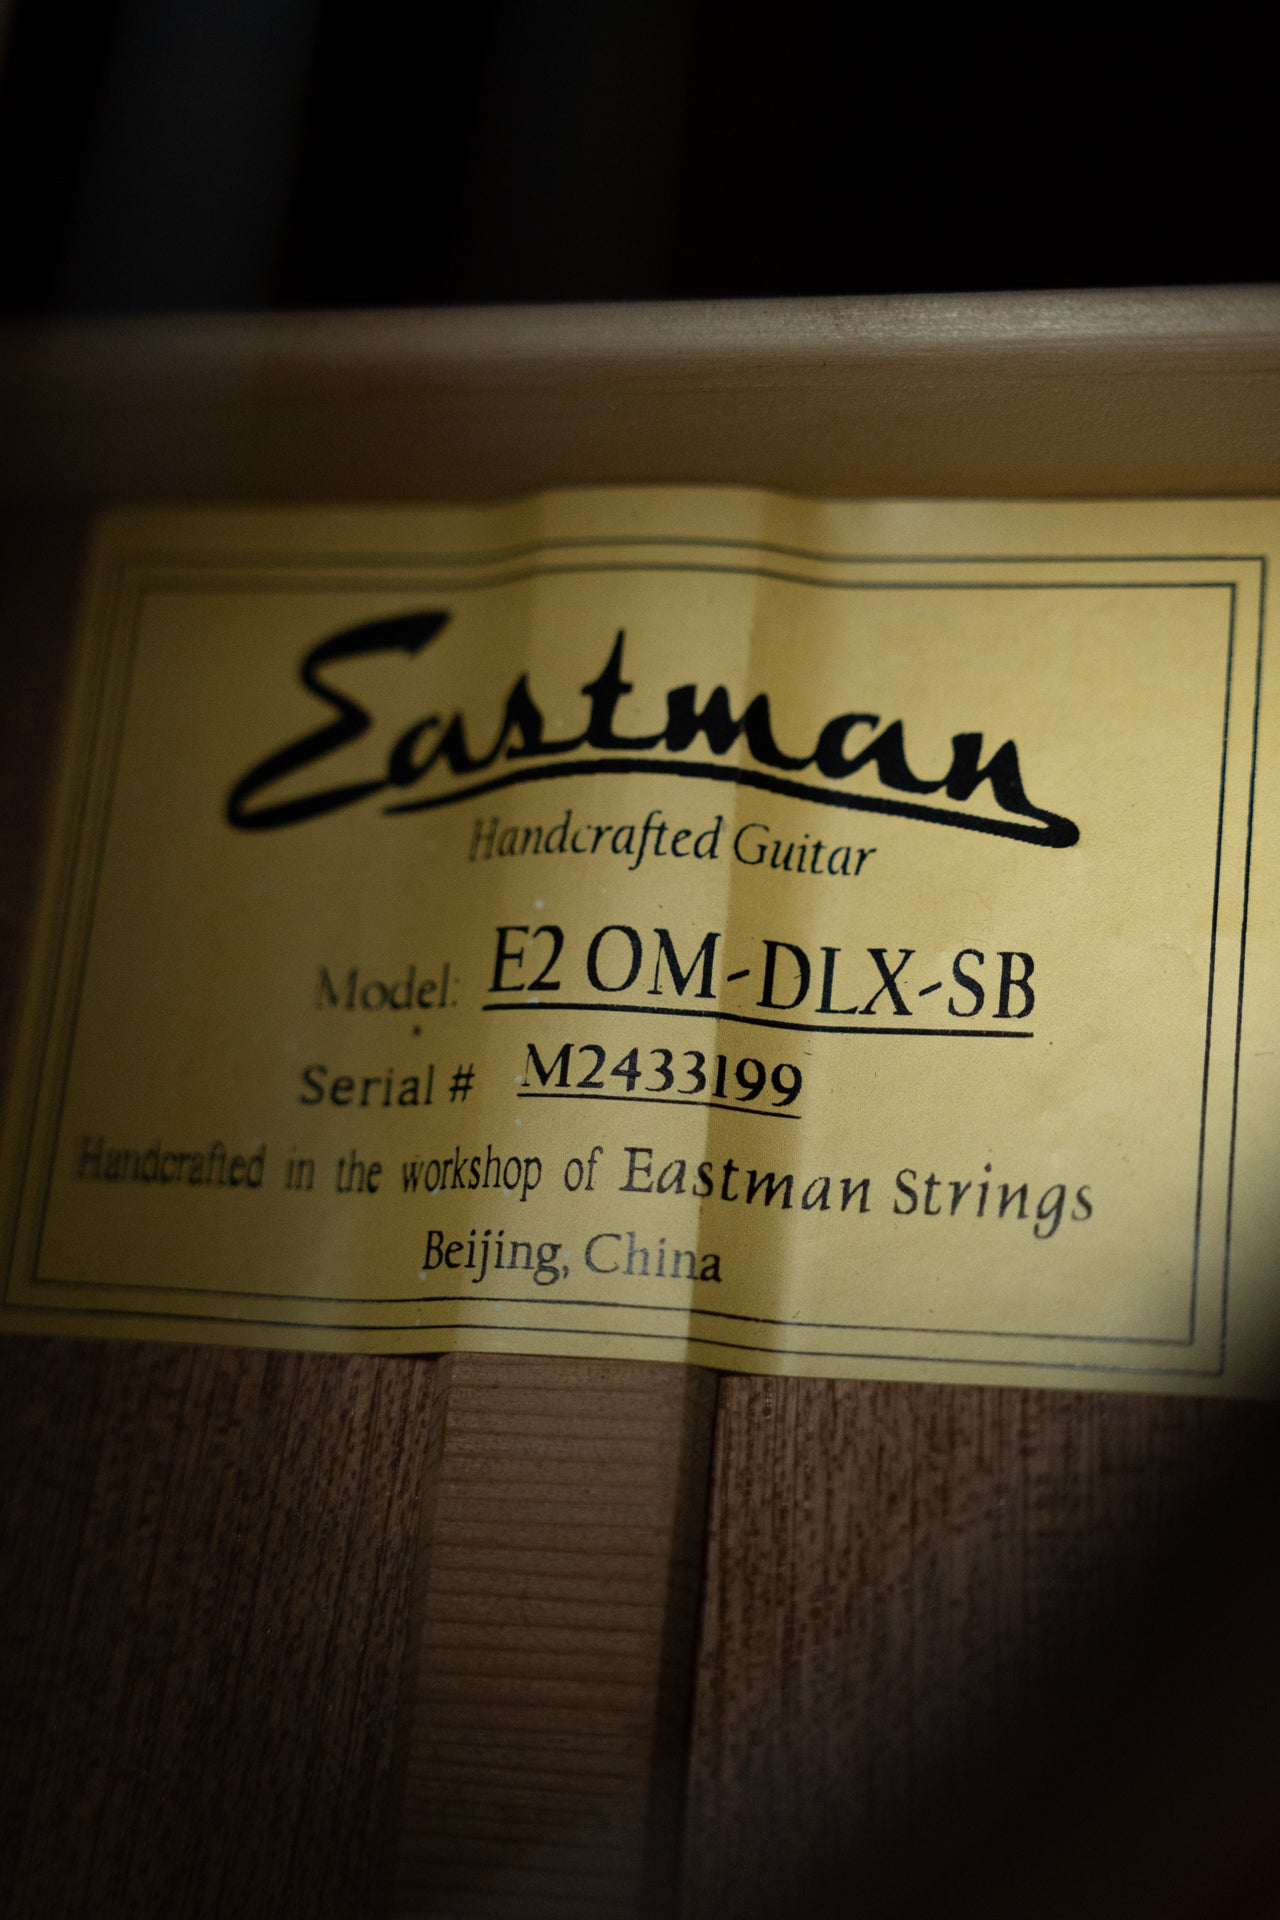 Eastman
Handcrafted Guitar
Model: E2 OM-DLX-SB
Serial # M2433199
Handcrafted in the workshop of Eastman Strings
Beijing, China